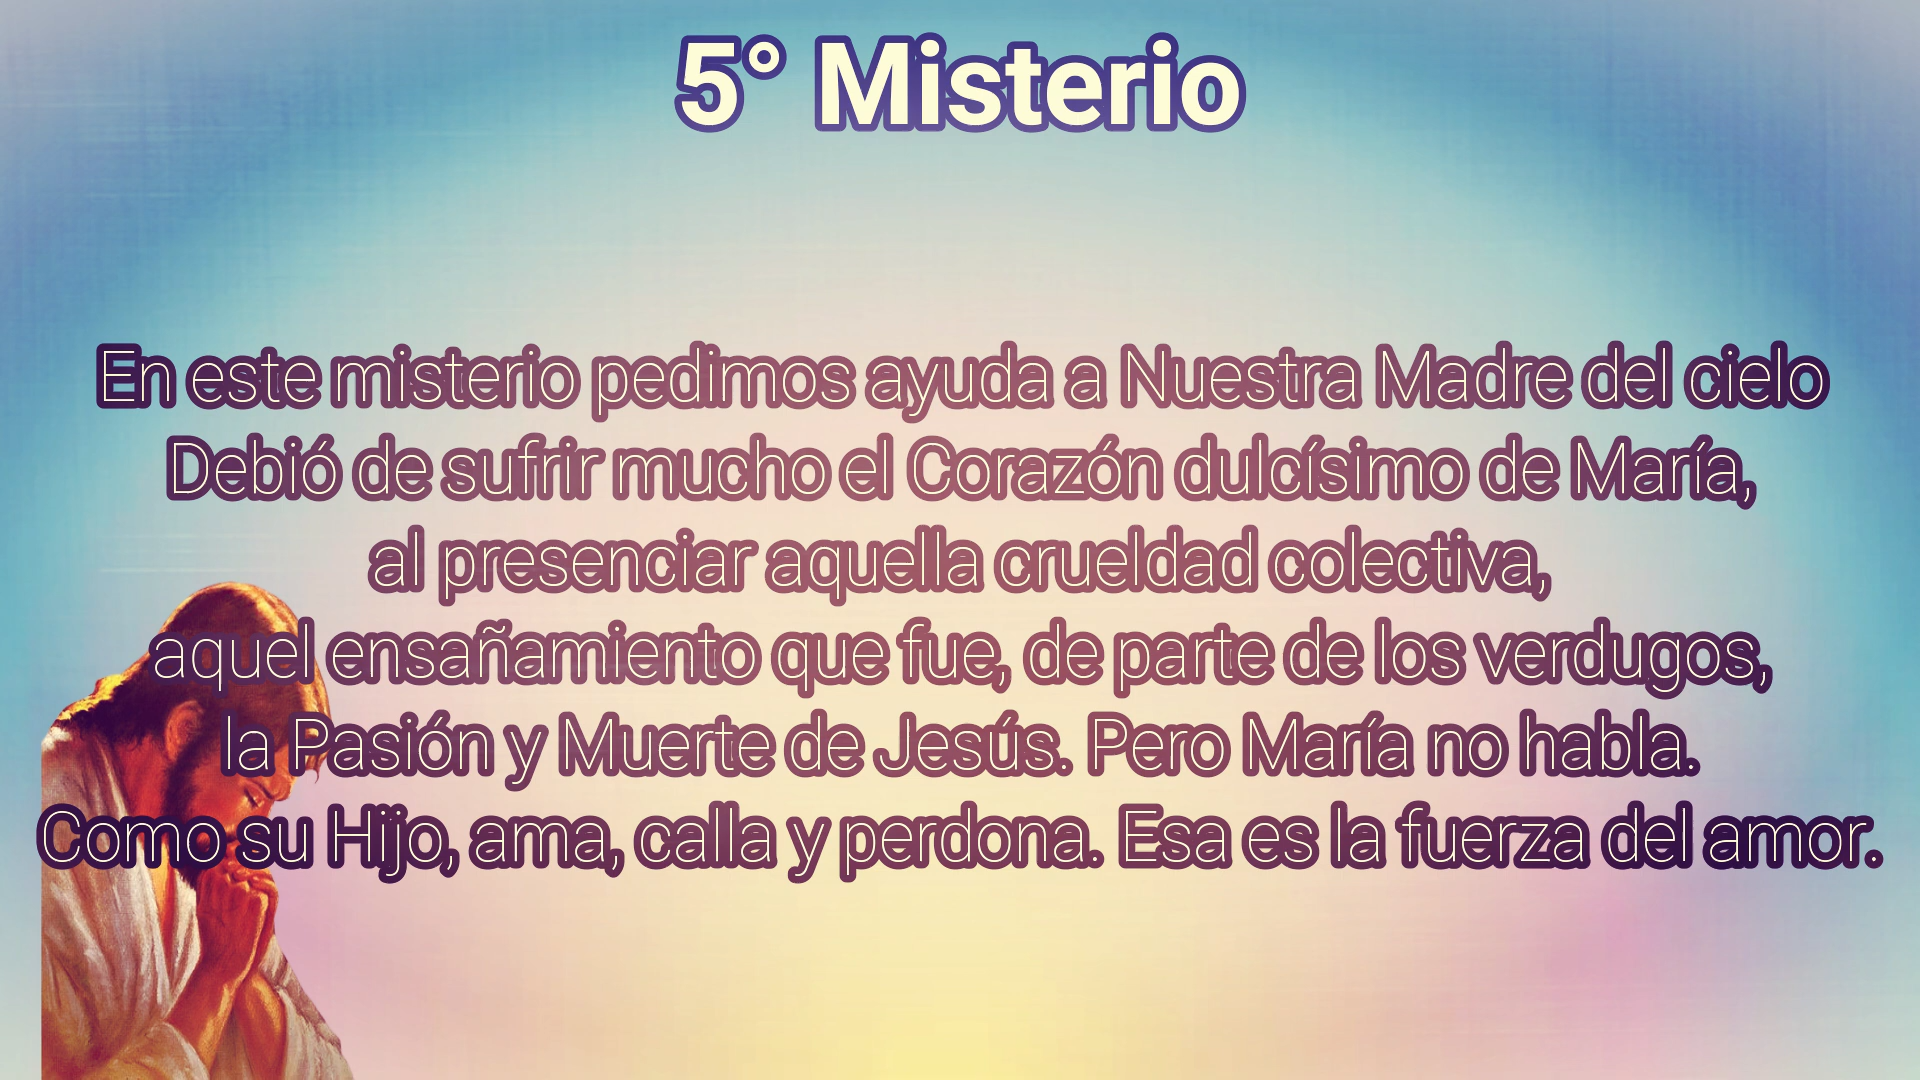 5° Misterio
En este misterio pedimos ayuda a Nuestra Madre del cielo
Debió de sufrir mucho el Corazón dulcísimo de María,
al presenciar aquella crueldad colectiva,
aquel ensañamiento que fue, de parte de los verdugos,
la Pasión y Muerte de Jesús. Pero María no habla.
Como su Hijo, ama, calla y perdona. Esa es la fuerza del amor.